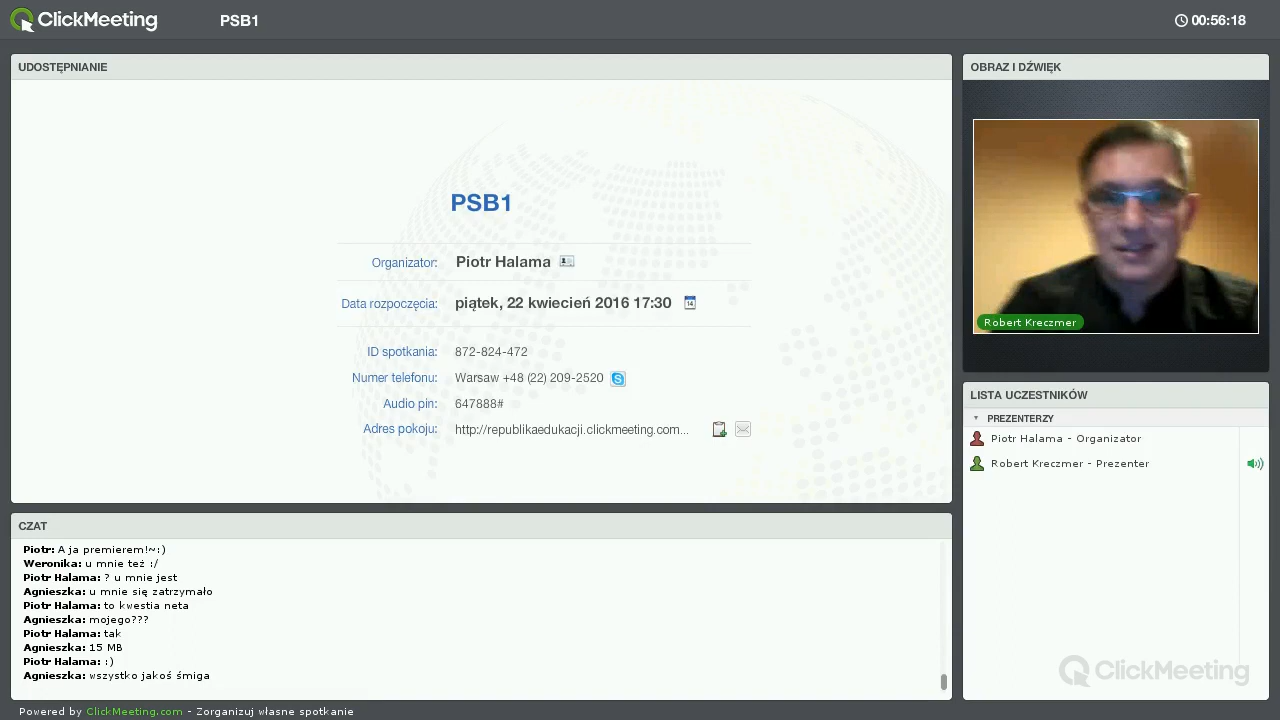 ClickMeeting
PSB1
00:56:18
UDOSTĘPNIANIE
PSB1
Organizator: Piotr Halama
Data rozpoczęcia: piątek, 22 kwiecień 2016 17:30
14
ID spotkania: 872-824-472
Numer telefonu: Warsaw +48 (22) 209-2520
Audio pin: 647888#
Adres pokoju: http://republikaedukacji.clickmeeting.com...
OBRAZ I DŹWIĘK
Robert Kreczmer
LISTA UCZESTNIKÓW
PREZENTERZY
Piotr Halama - Organizator
Robert Kreczmer - Prezenter
ClickMeeting
CZAT
Piotr: A ja premierem!~:)
Weronika: u mnie też :/
Piotr Halama: ? u mnie jest
Agnieszka: u mnie się zatrzymało
Piotr Halama: to kwestia neta
Agnieszka: mojego???
Piotr Halama: tak
Agnieszka: 15 MB
Piotr Halama: :)
Agnieszka: wszystko jakoś śmiga
Powered by ClickMeeting.com - Zorganizuj własne spotkanie